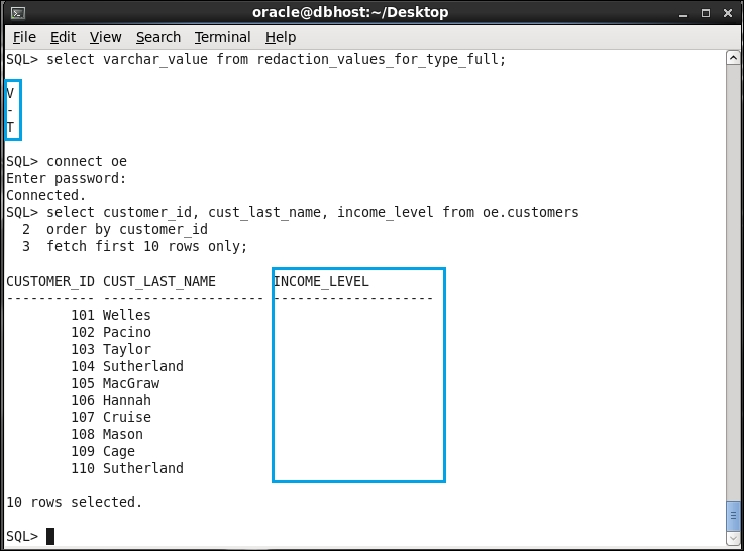 oracle@dbhost:~/Desktop
File Edit View Search Terminal Help
SQL> select varchar_value from redaction_values_for_type_full;
V
-
T
SQL> connect oe
Enter password:
Connected.
SQL> select customer_id, cust_last_name, income_level from oe.customers
  2  order by customer_id
  3  fetch first 10 rows only;
CUSTOMER_ID CUST_LAST_NAME       INCOME_LEVEL
----------- -------------------- --------------------
        101 Welles
        102 Pacino
        103 Taylor
        104 Sutherland
        105 MacGraw
        106 Hannah
        107 Cruise
        108 Mason
        109 Cage
        110 Sutherland
10 rows selected.
SQL>